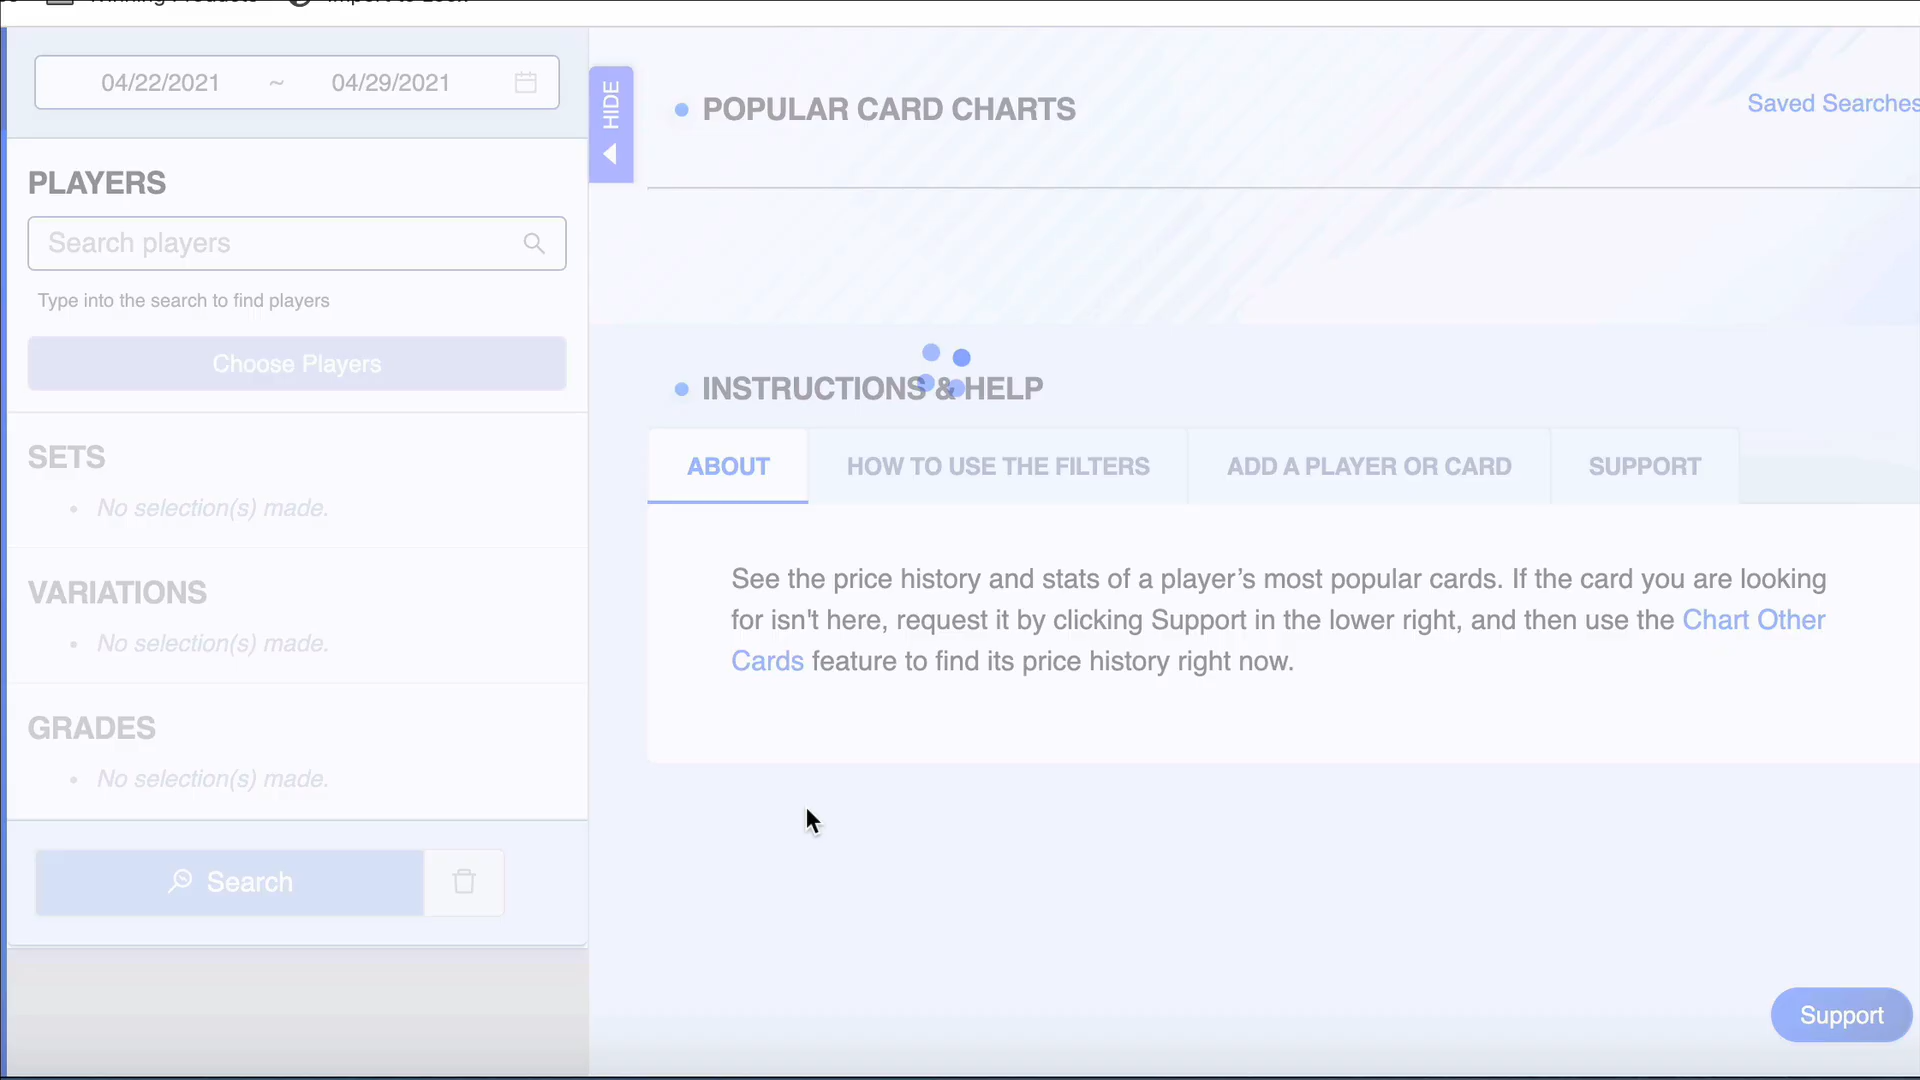 04/22/2021 ~ 04/29/2021
HIDE
POPULAR CARD CHARTS
Saved Searches
PLAYERS
Search players
Type into the search to find players
Choose Players
SETS
• No selection(s) made.
VARIATIONS
• No selection(s) made.
GRADES
• No selection(s) made.
Search
INSTRUCTIONS & HELP
ABOUT HOW TO USE THE FILTERS ADD A PLAYER OR CARD SUPPORT
See the price history and stats of a player’s most popular cards. If the card you are looking
for isn't here, request it by clicking Support in the lower right, and then use the Chart Other
Cards feature to find its price history right now.
Support